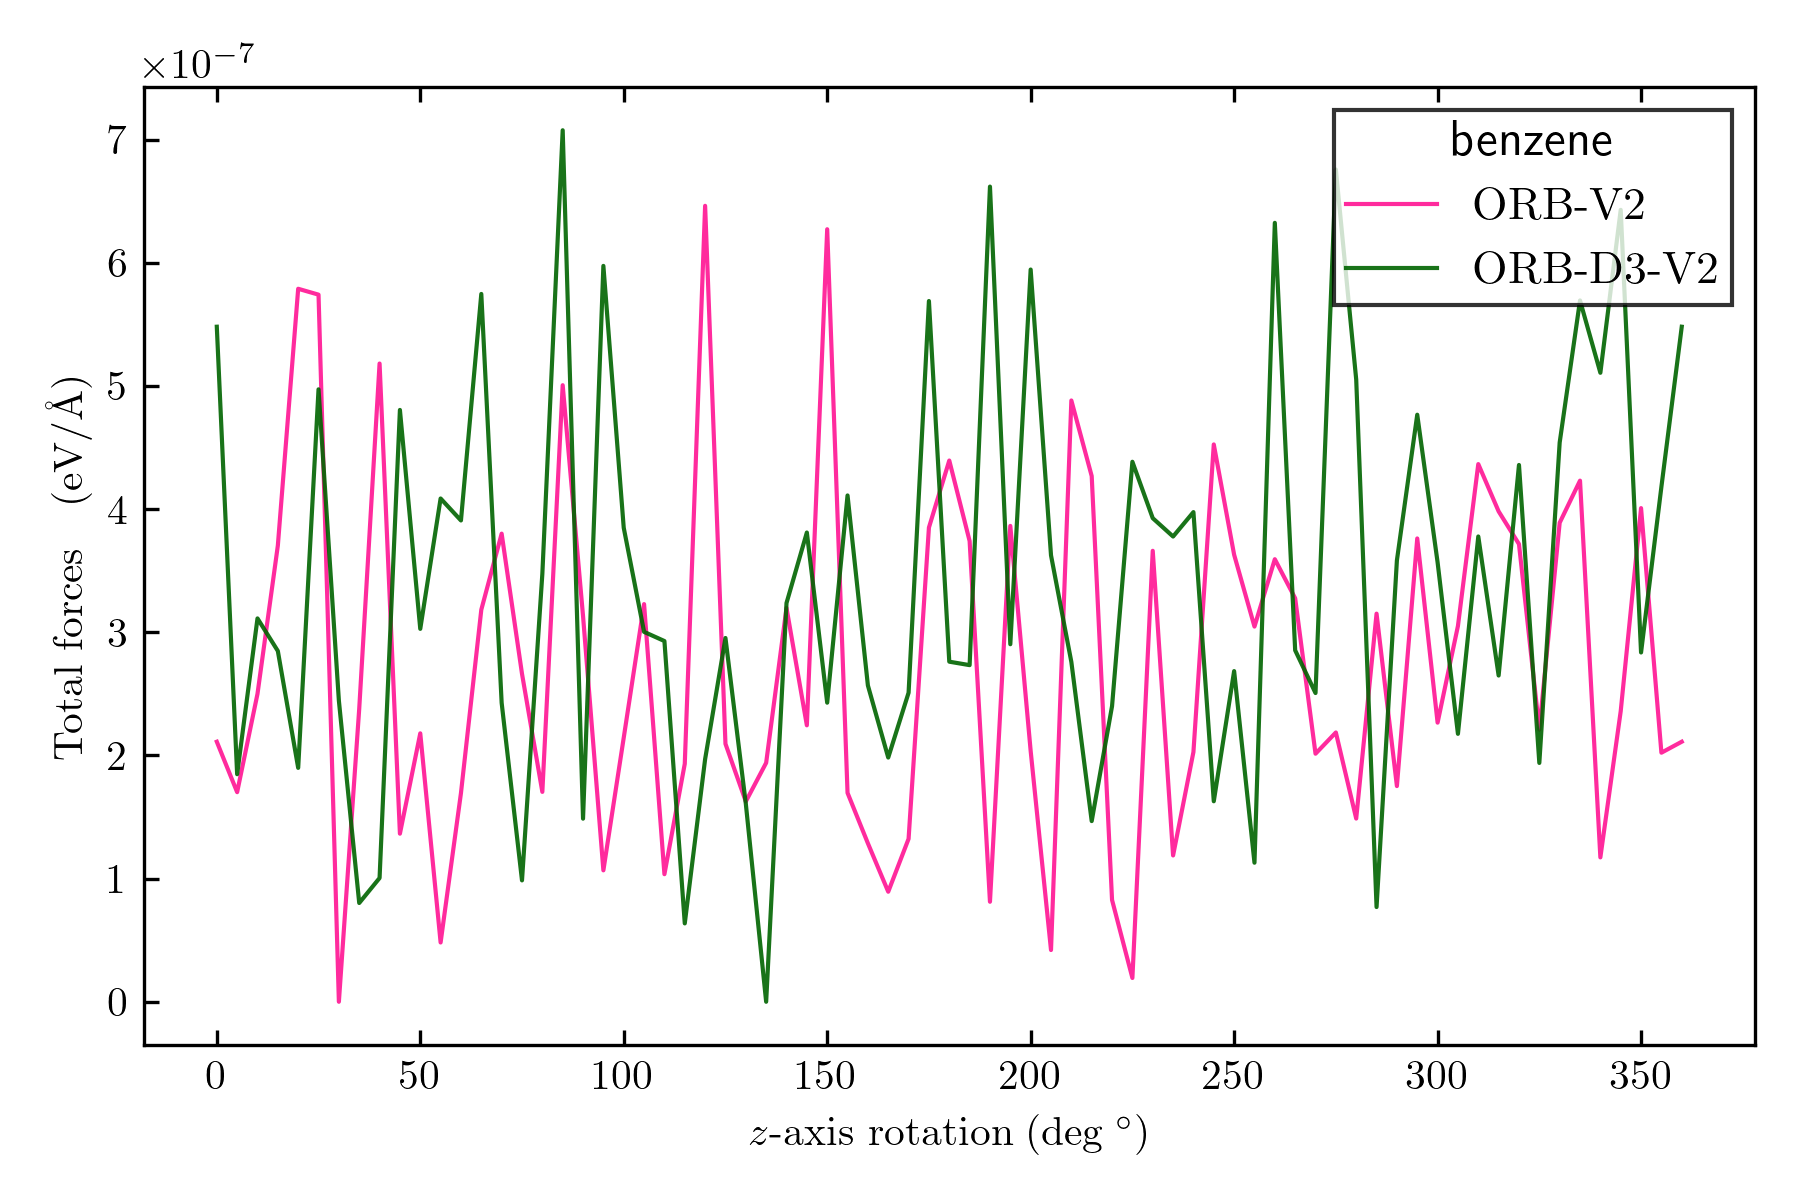 ×10⁻⁷
benzene
ORB-V2
ORB-D3-V2
Total forces (eV/Å)
7
6
5
4
3
2
1
0
0 50 100 150 200 250 300 350
z-axis rotation (deg °)